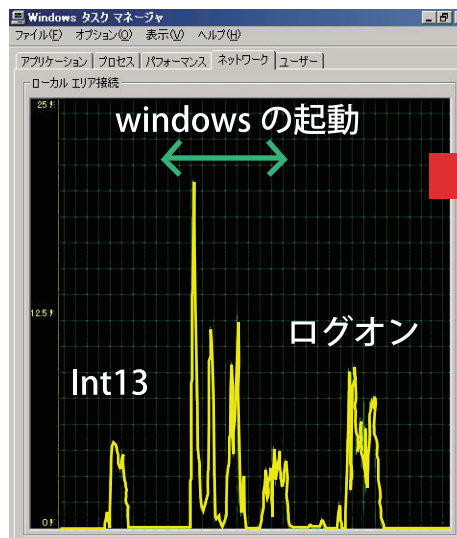 Windows タスク マネージャ
ファイル(F) オプション(O) 表示(V) ヘルプ(H)
アプリケーション プロセス パフォーマンス ネットワーク ユーザー
ローカル エリア接続
25 %
windows の起動
12.5 %
ログオン
Int13
0 %